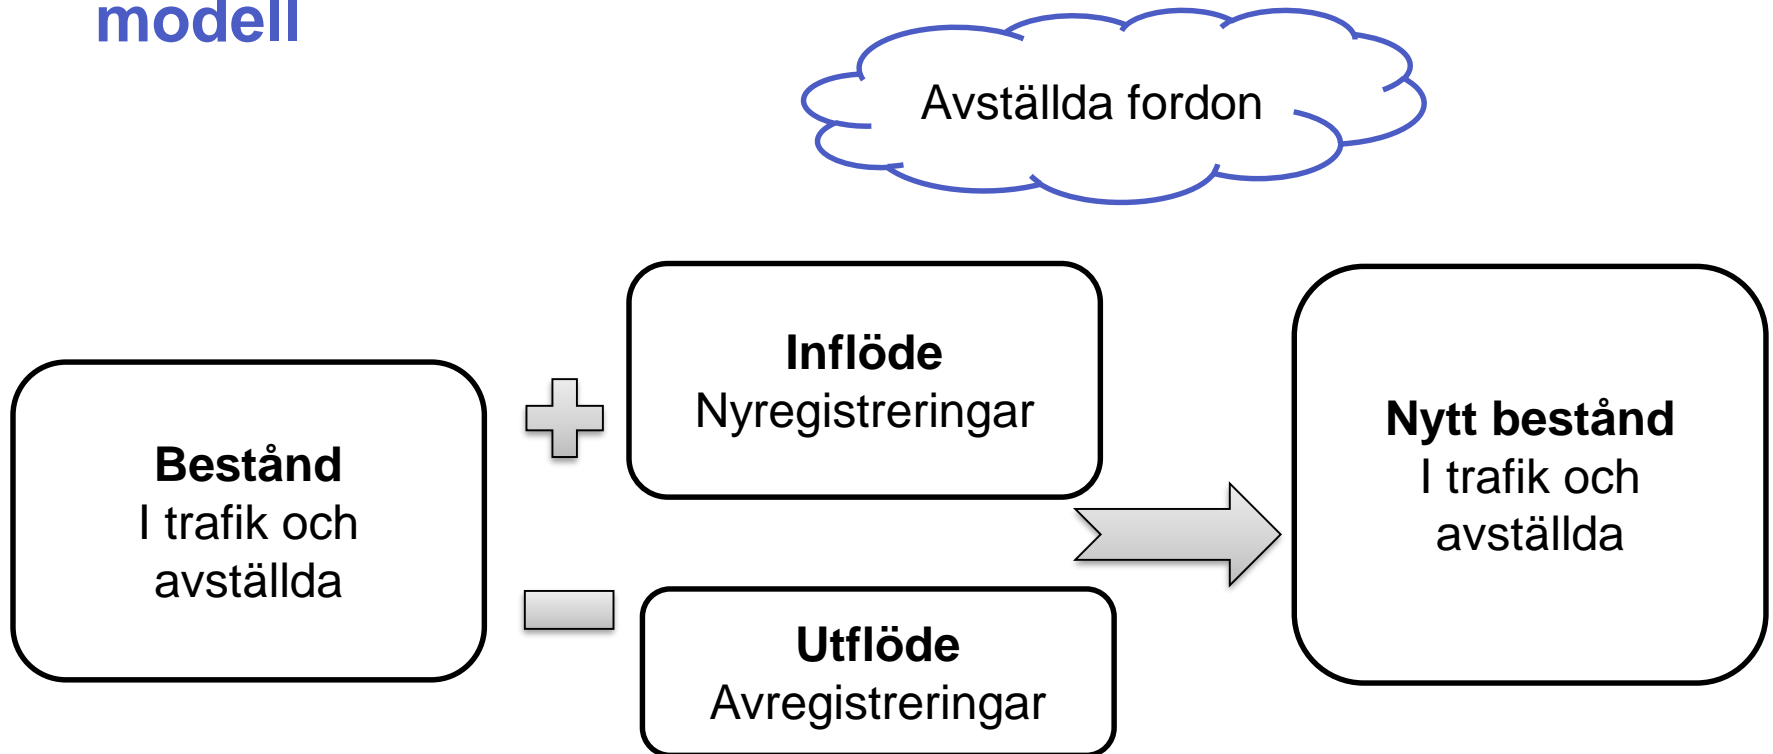 modell
Avställda fordon
Bestånd
I trafik och
avställda
Inflöde
Nyregistreringar
Utflöde
Avregistreringar
Nytt bestånd
I trafik och
avställda